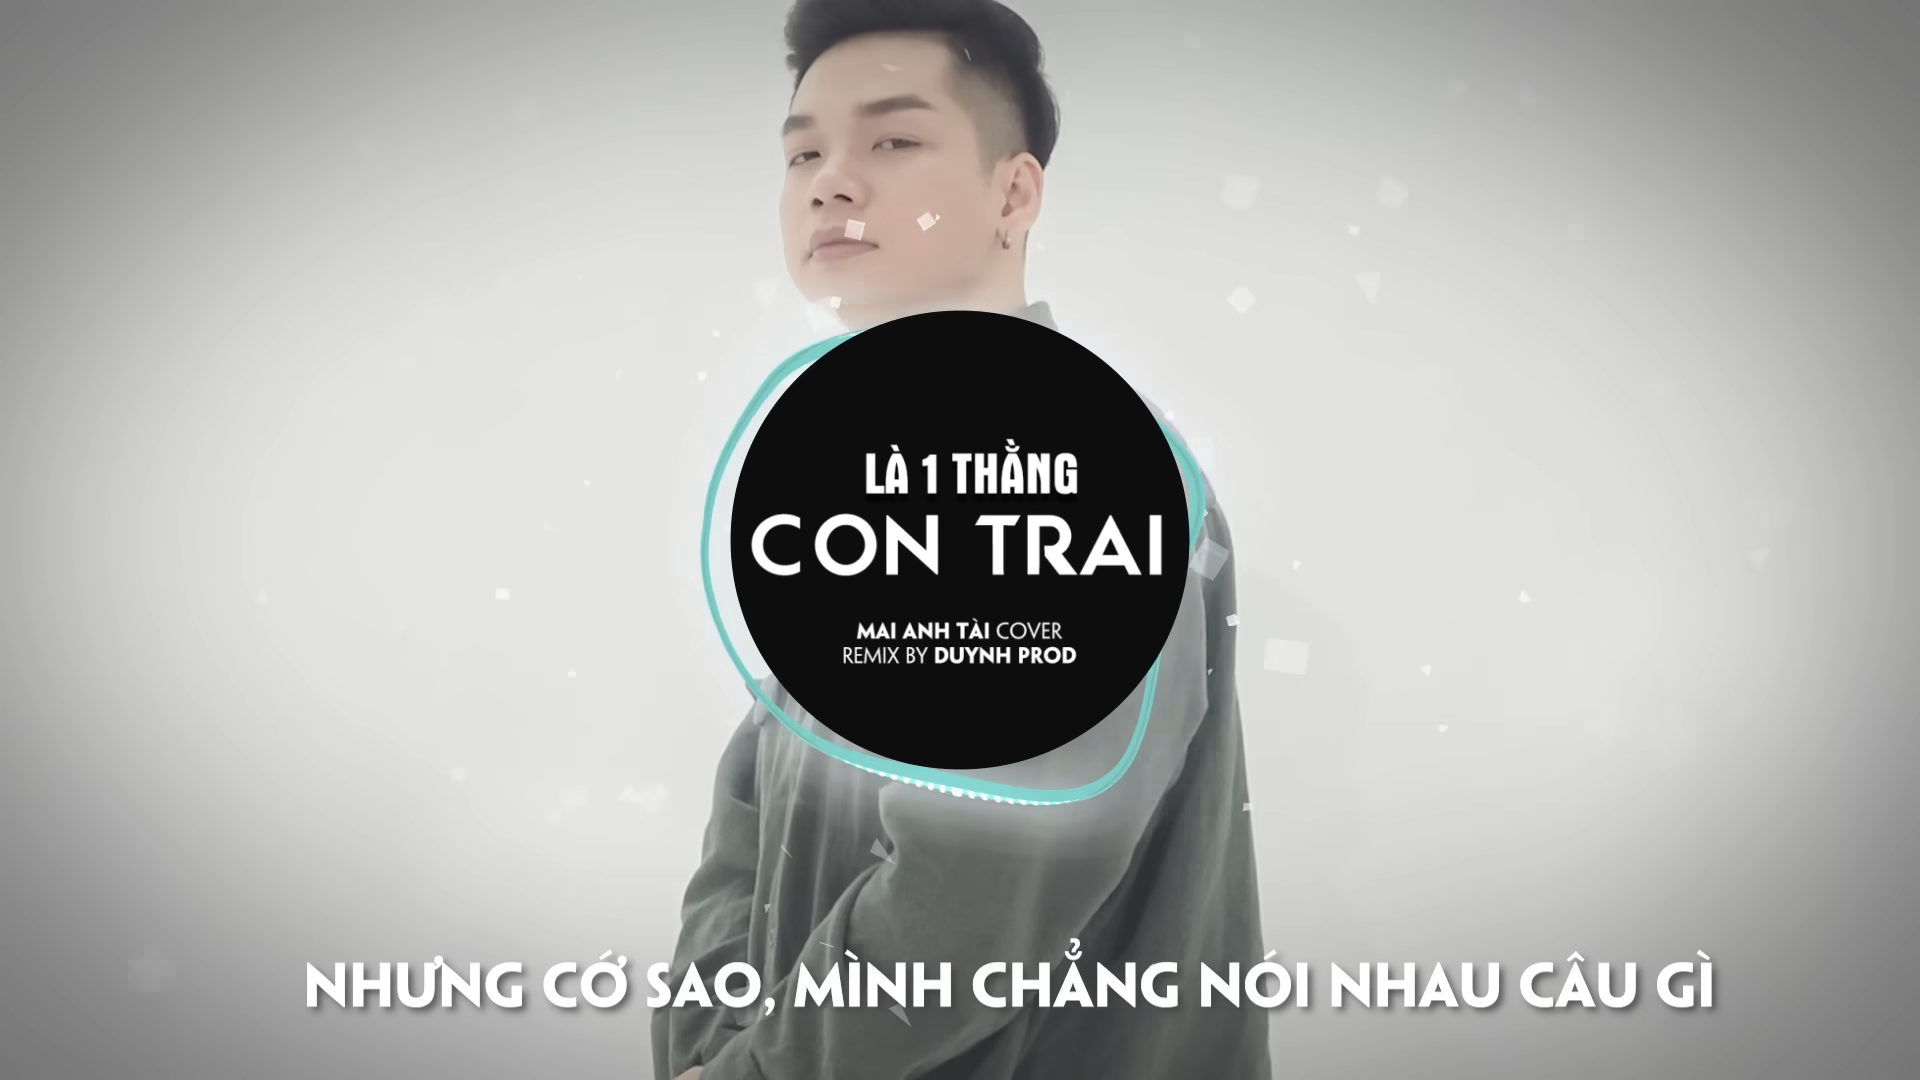 LÀ 1 THẰNG
CON TRAI
MAI ANH TÀI COVER
REMIX BY DUYNH PROD
NHƯNG CỚ SAO, MÌNH CHẲNG NÓI NHAU CÂU GÌ